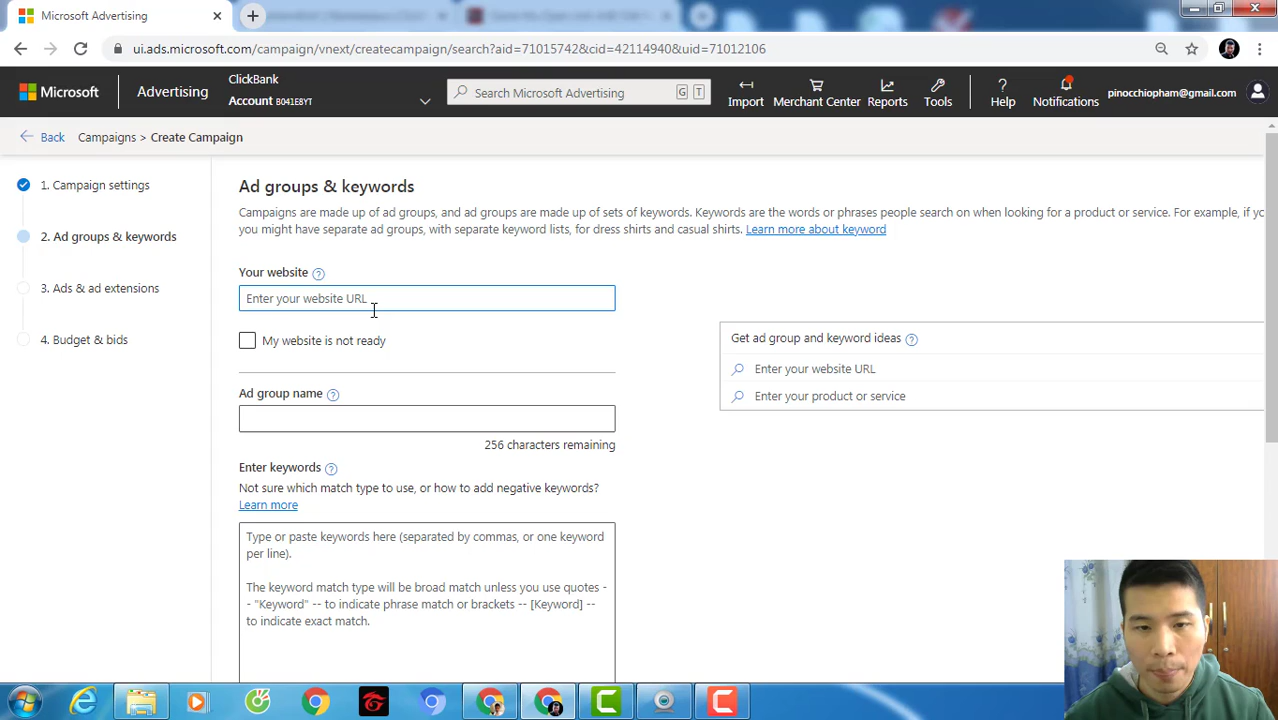 Microsoft Advertising
ui.ads.microsoft.com/campaign/vnext/createcampaign/search?aid=71015742&cid=42114940&uid=71012106
Microsoft
Advertising
ClickBank
Account B041E8YT
Search Microsoft Advertising
G
T
Import
Merchant Center
Reports
Tools
Help
Notifications
pinocchiopham@gmail.com
Back
Campaigns > Create Campaign
1. Campaign settings
2. Ad groups & keywords
3. Ads & ad extensions
4. Budget & bids
Ad groups & keywords
Campaigns are made up of ad groups, and ad groups are made up of sets of keywords. Keywords are the words or phrases people search on when looking for a product or service. For example, if yo
you might have separate ad groups, with separate keyword lists, for dress shirts and casual shirts. Learn more about keyword
Your website ?
Enter your website URL
My website is not ready
Ad group name ?
256 characters remaining
Enter keywords ?
Not sure which match type to use, or how to add negative keywords?
Learn more
Type or paste keywords here (separated by commas, or one keyword
per line).
The keyword match type will be broad match unless you use quotes -
- "Keyword" -- to indicate phrase match or brackets -- [Keyword] --
to indicate exact match.
Get ad group and keyword ideas ?
Enter your website URL
Enter your product or service